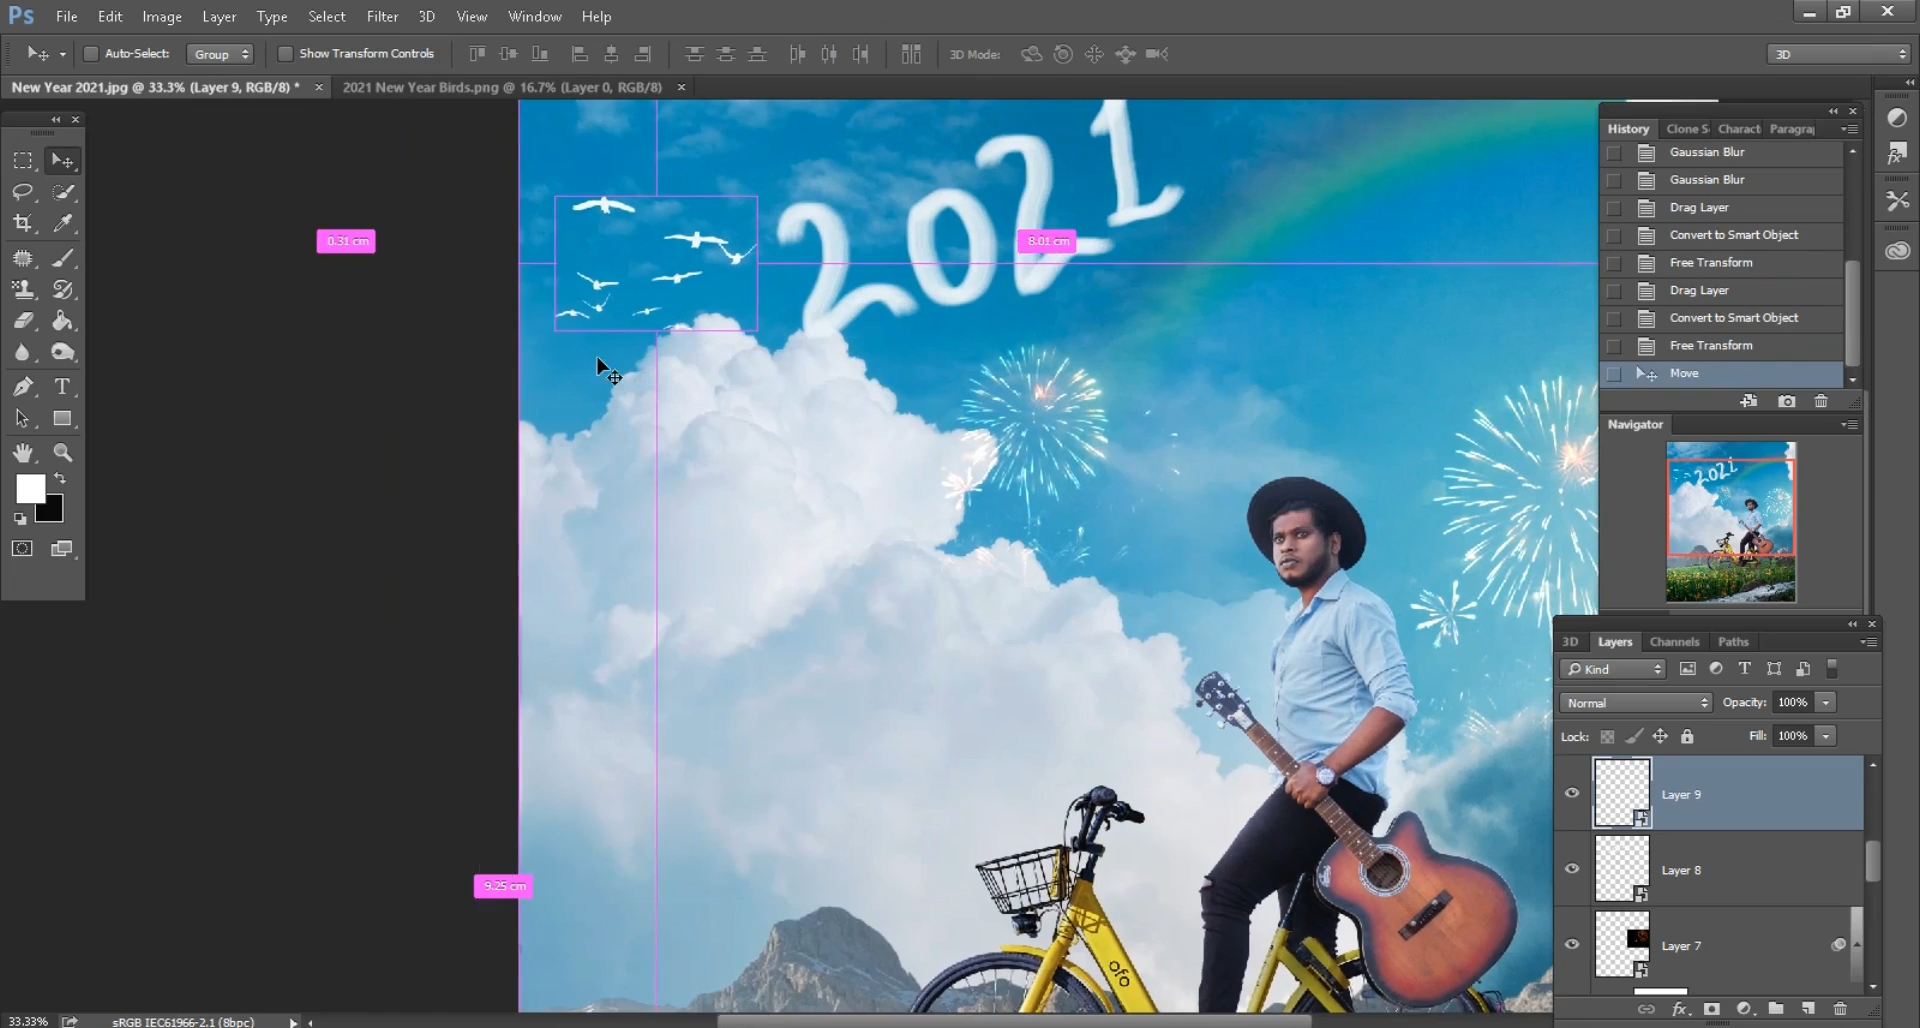 Ps File Edit Image Layer Type Select Filter 3D View Window Help
Auto-Select: Group Show Transform Controls 3D Mode: 3D
New Year 2021.jpg @ 33.3% (Layer 9, RGB/8) * × 2021 New Year Birds.png @ 16.7% (Layer 0, RGB/8) ×
History Clone S Charact Paragra
Gaussian Blur
Gaussian Blur
Drag Layer
Convert to Smart Object
Free Transform
Drag Layer
Convert to Smart Object
Free Transform
Move
2021
0.31 cm
8.01 cm
Navigator
2021
3D Layers Channels Paths
Kind
Normal Opacity: 100%
Lock: Fill: 100%
Layer 9
Layer 8
Layer 7
9.25 cm
ofo
33.33% sRGB IEC61966-2.1 (8bpc)